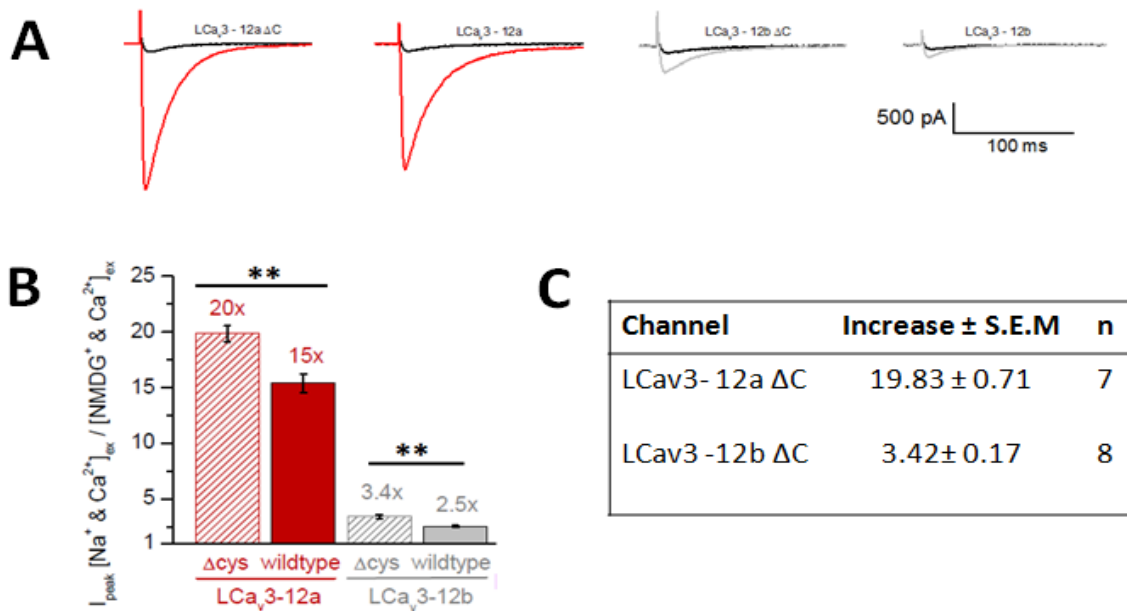 A
LCav3 - 12a ΔC
LCav3 - 12a
LCav3 - 12b ΔC
LCav3 - 12b
500 pA
100 ms
B
I peak [Na+ & Ca2+]ex / [NMDG+ & Ca2+]ex
25
20
15
10
5
1
**
20x
15x
**
3.4x
2.5x
Δcys wildtype Δcys wildtype
LCav3-12a LCav3-12b
C
Channel Increase ± S.E.M n
LCav3- 12a ΔC 19.83 ± 0.71 7
LCav3 -12b ΔC 3.42± 0.17 8